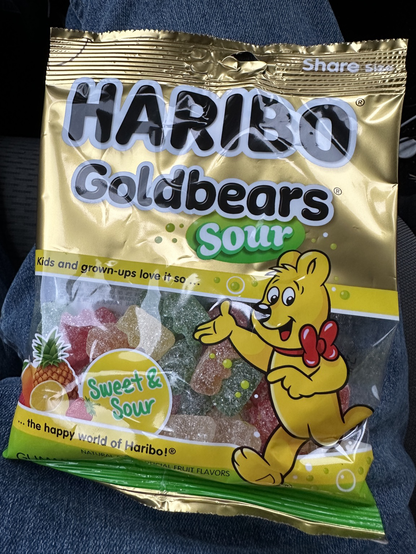 Share size
HARIBO®
Goldbears®
Sour
Kids and grown-ups love it so ...
Sweet &
Sour
... the happy world of Haribo!®
FRUIT FLAVORS